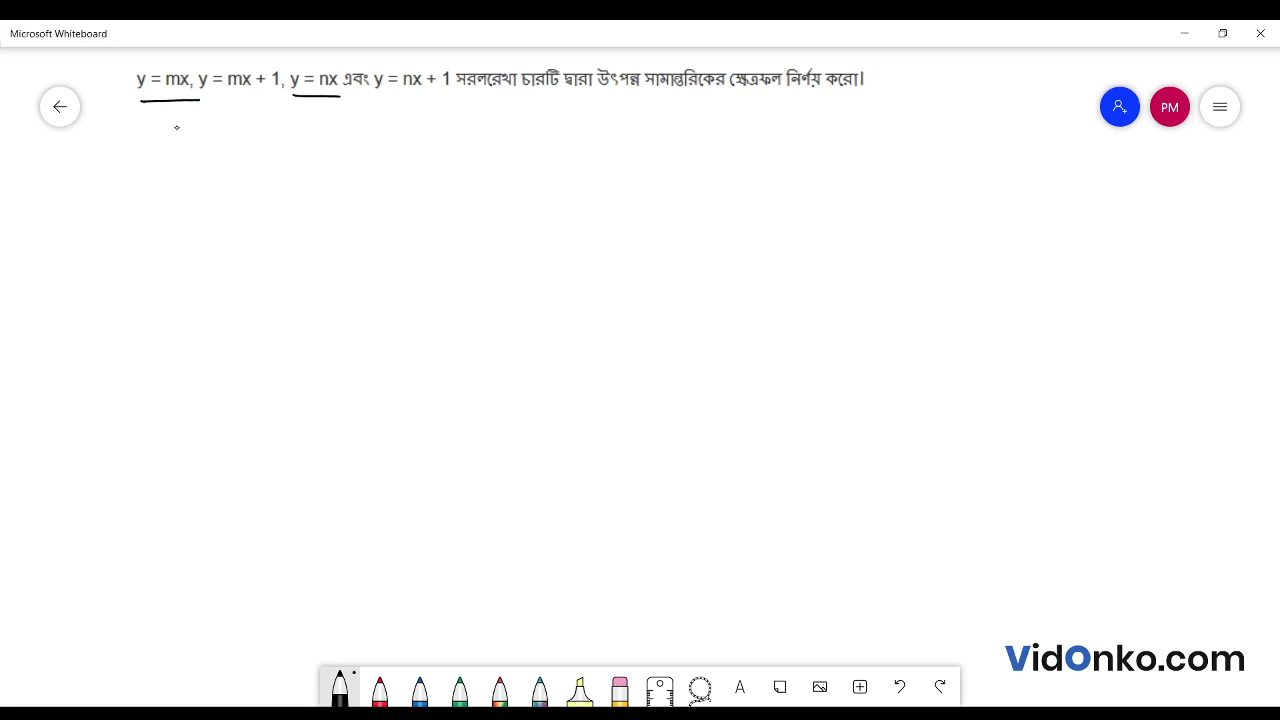 Microsoft Whiteboard
y = mx, y = mx + 1, y = nx এবং y = nx + 1 সরলরেখা চারটি দ্বারা উৎপন্ন সামান্তরিকের ক্ষেত্রফল নির্ণয় করো।
PM
VidOnko.com
A